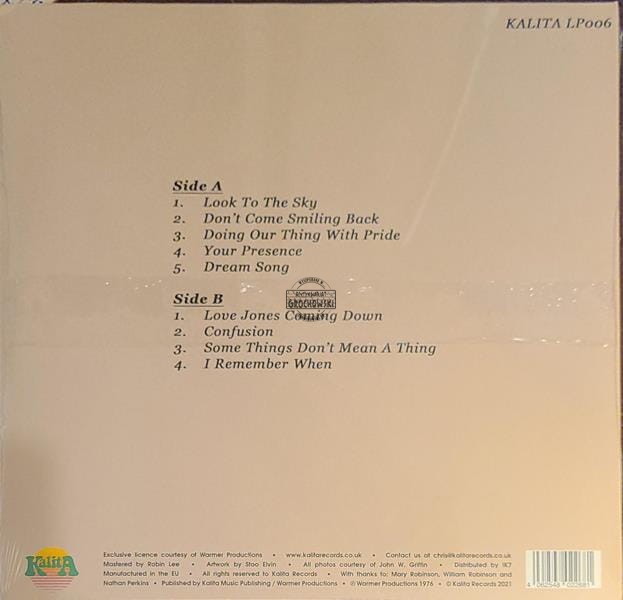 KALITA LP006
Side A
1. Look To The Sky
2. Don't Come Smiling Back
3. Doing Our Thing With Pride
4. Your Presence
5. Dream Song
GROCHOWSKI
Side B
1. Love Jones Coming Down
2. Confusion
3. Some Things Don't Mean A Thing
4. I Remember When
KalitA
Exclusive licence courtesy of Warmer Productions • www.kalitarecords.co.uk • Contact us at chris@kalitarecords.co.uk
Mastered by Robin Lee • Artwork by Stoo Elvin • All photos courtesy of John W. Griffin • Distributed by !K7
Manufactured in the EU • All rights reserved to Kalita Records • With thanks to: Mary Robinson, William Robinson and
Nathan Perkins • Published by Kalita Music Publishing / Warmer Productions • ℗ Warmer Productions 1976 © Kalita Records 2021